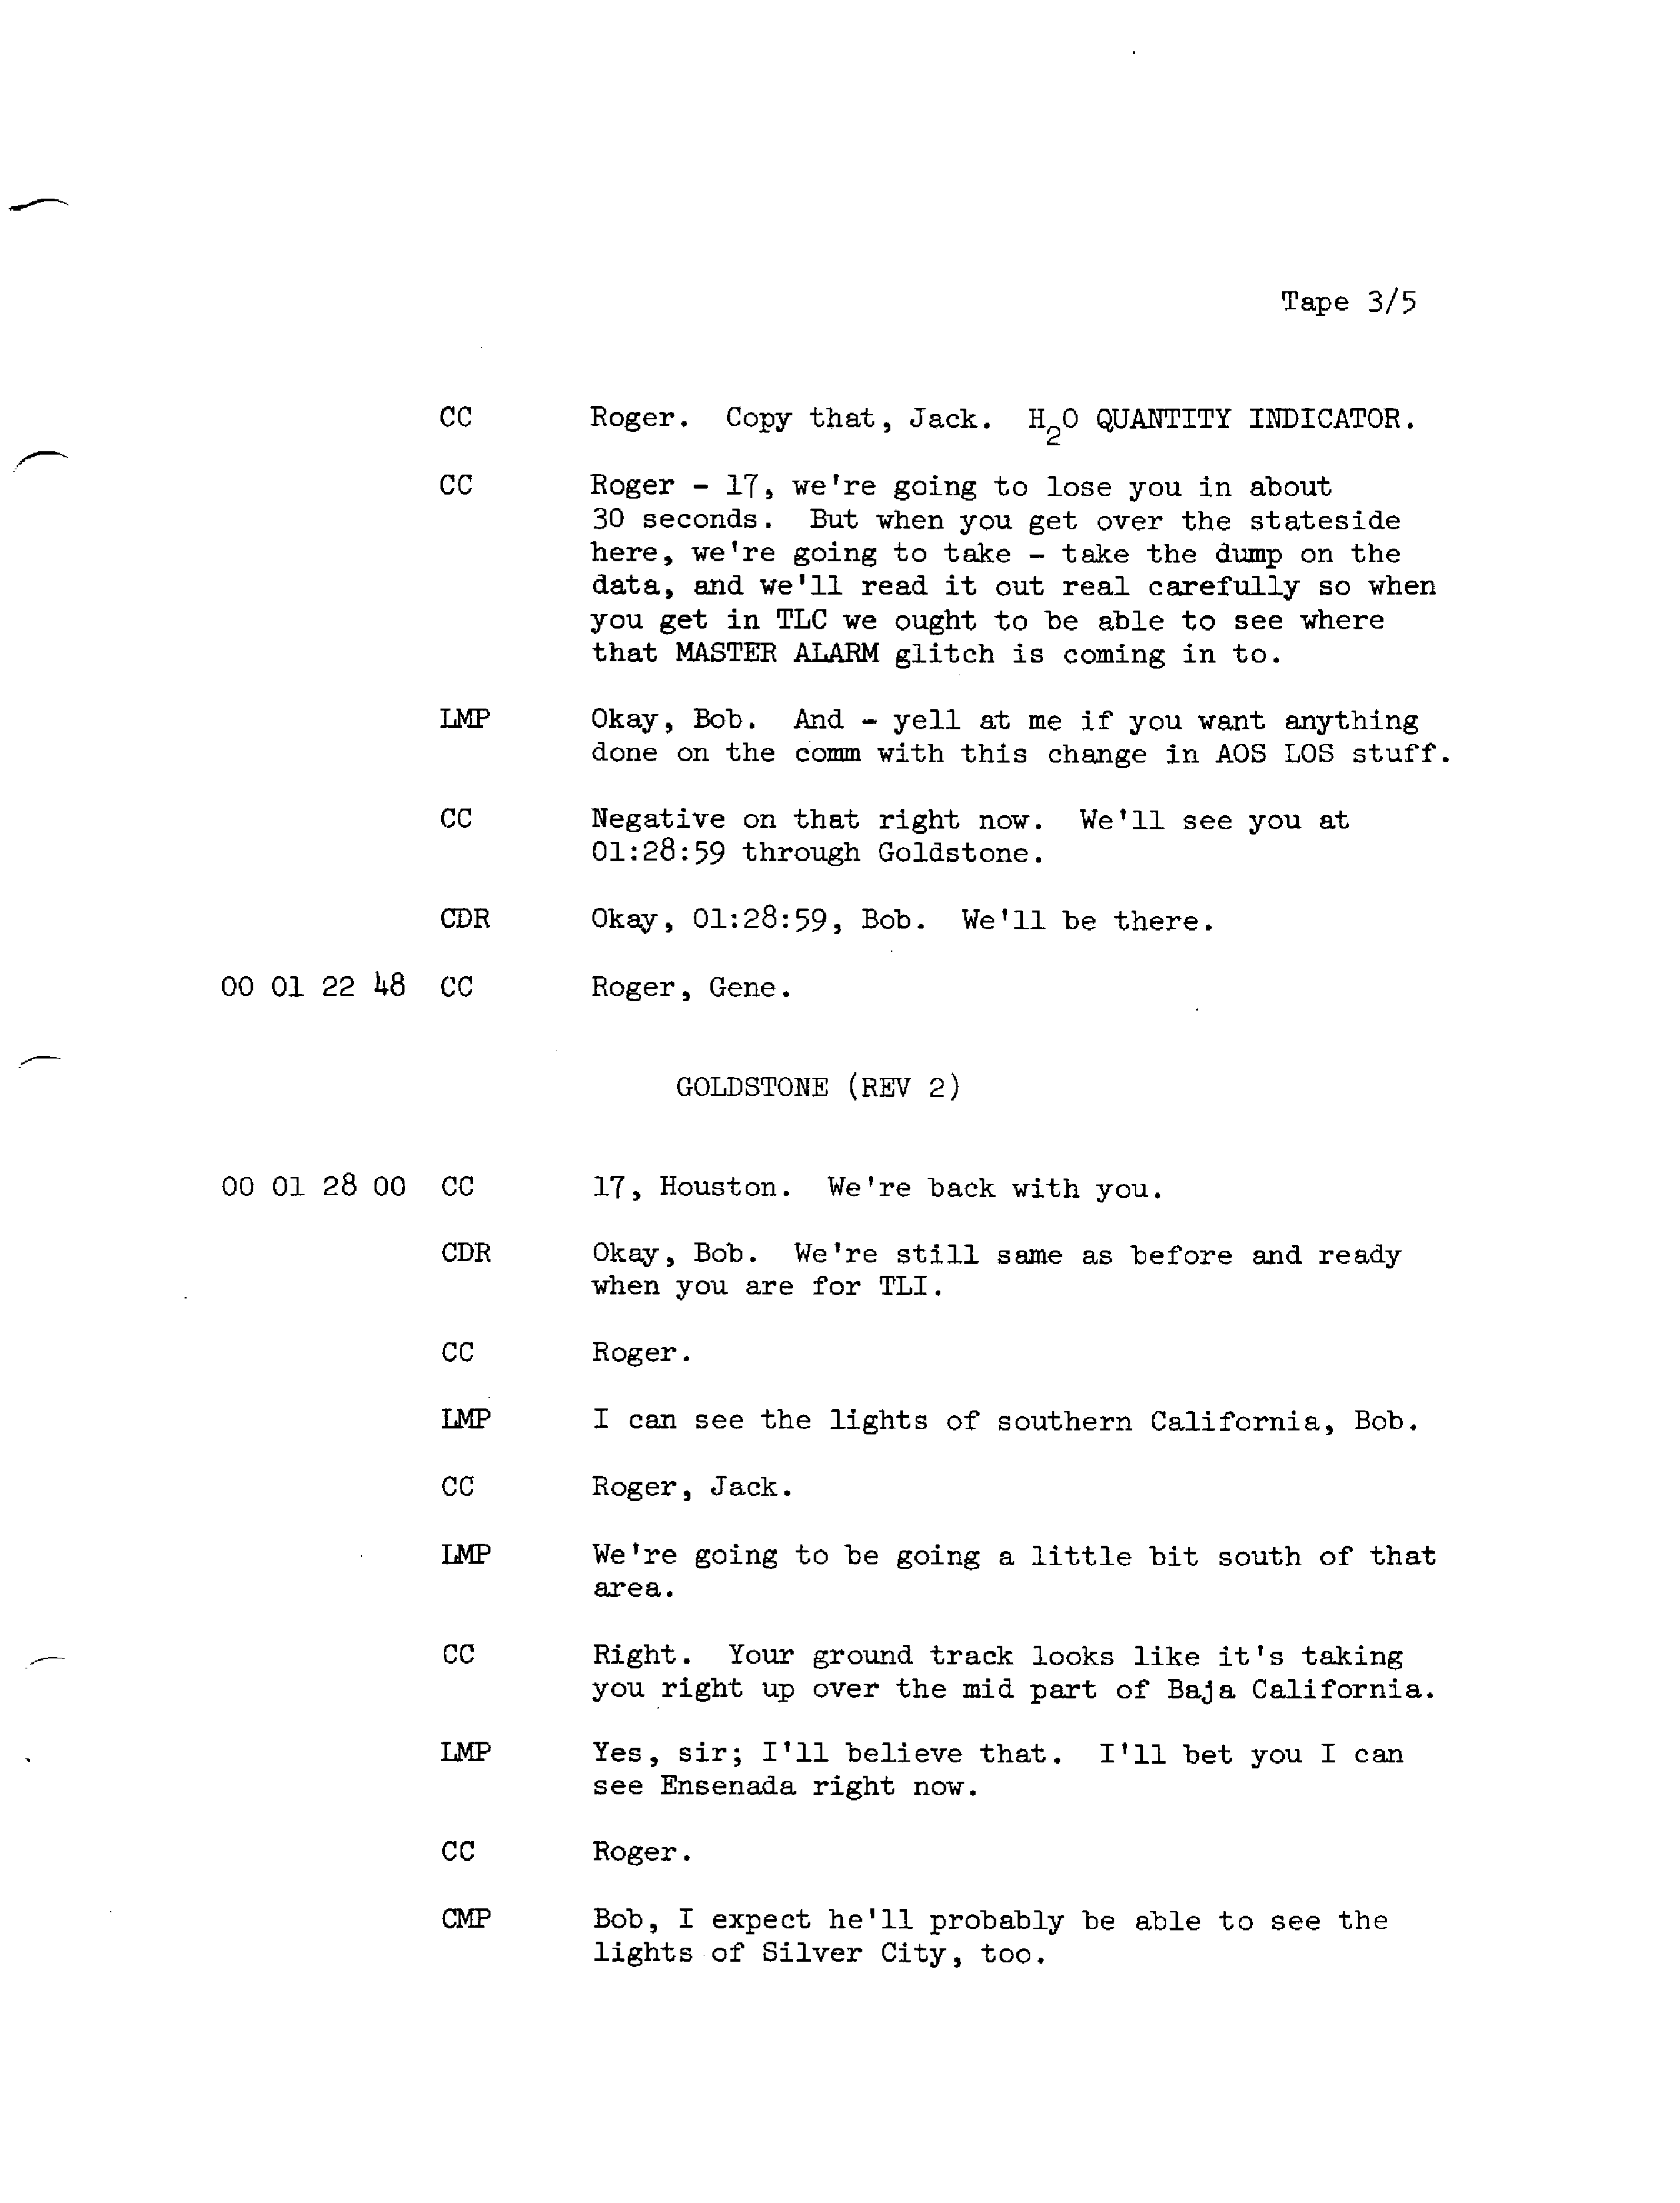 Tape 3/5
CC Roger. Copy that, Jack. H₂O QUANTITY INDICATOR.
CC Roger - 17, we're going to lose you in about
30 seconds. But when you get over the stateside
here, we're going to take - take the dump on the
data, and we'll read it out real carefully so when
you get in TLC we ought to be able to see where
that MASTER ALARM glitch is coming in to.
LMP Okay, Bob. And - yell at me if you want anything
done on the comm with this change in AOS LOS stuff.
CC Negative on that right now. We'll see you at
01:28:59 through Goldstone.
CDR Okay, 01:28:59, Bob. We'll be there.
00 01 22 48 CC Roger, Gene.
GOLDSTONE (REV 2)
00 01 28 00 CC 17, Houston. We're back with you.
CDR Okay, Bob. We're still same as before and ready
when you are for TLI.
CC Roger.
LMP I can see the lights of southern California, Bob.
CC Roger, Jack.
LMP We're going to be going a little bit south of that
area.
CC Right. Your ground track looks like it's taking
you right up over the mid part of Baja California.
LMP Yes, sir; I'll believe that. I'll bet you I can
see Ensenada right now.
CC Roger.
CMP Bob, I expect he'll probably be able to see the
lights of Silver City, too.